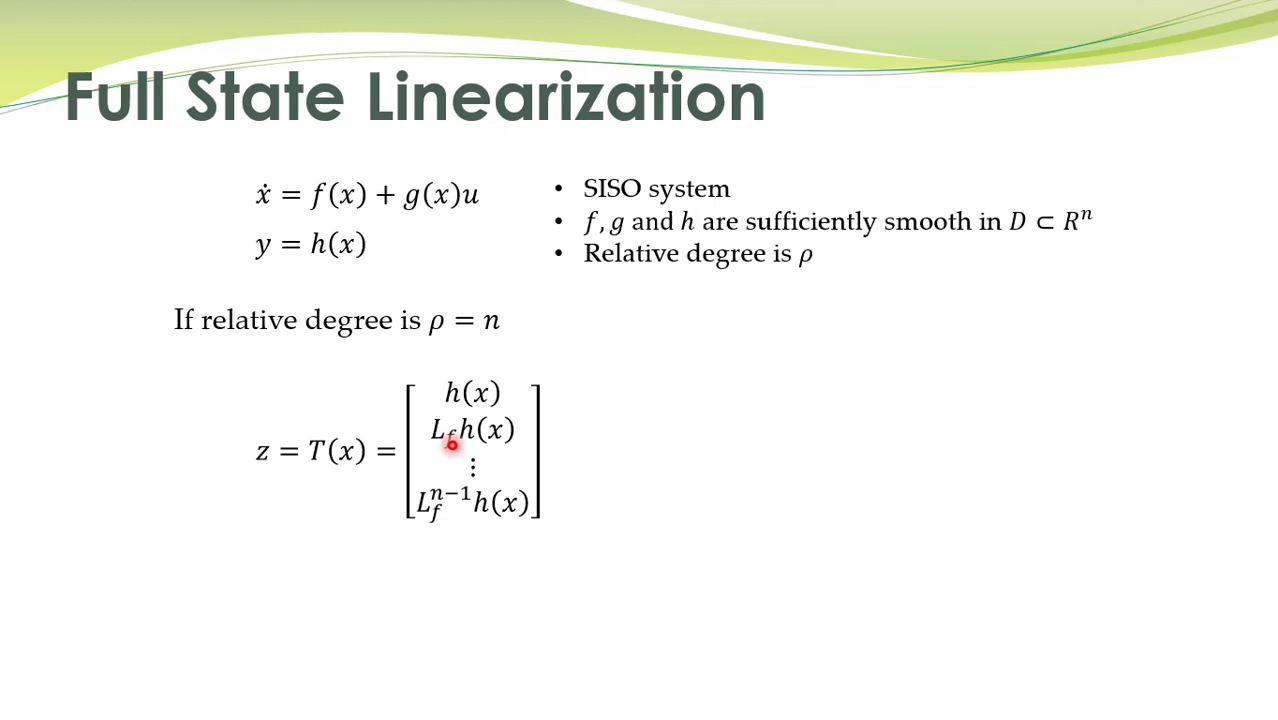 Full State Linearization
ẋ = f(x) + g(x)u
y = h(x)
• SISO system
• f, g and h are sufficiently smooth in D ⊂ Rⁿ
• Relative degree is ρ
If relative degree is ρ = n
z = T(x) = [h(x)
L_f h(x)
⋮
L_f^{n−1} h(x)]